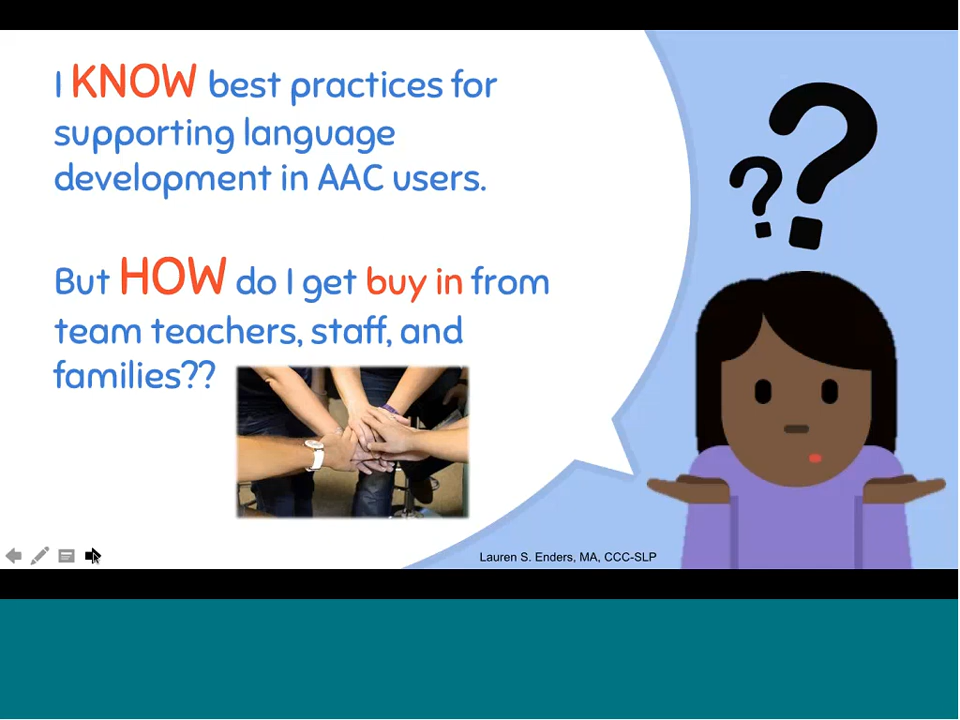 I KNOW best practices for
supporting language
development in AAC users.
But HOW do I get buy in from
team teachers, staff, and
families??
??
Lauren S. Enders, MA, CCC-SLP